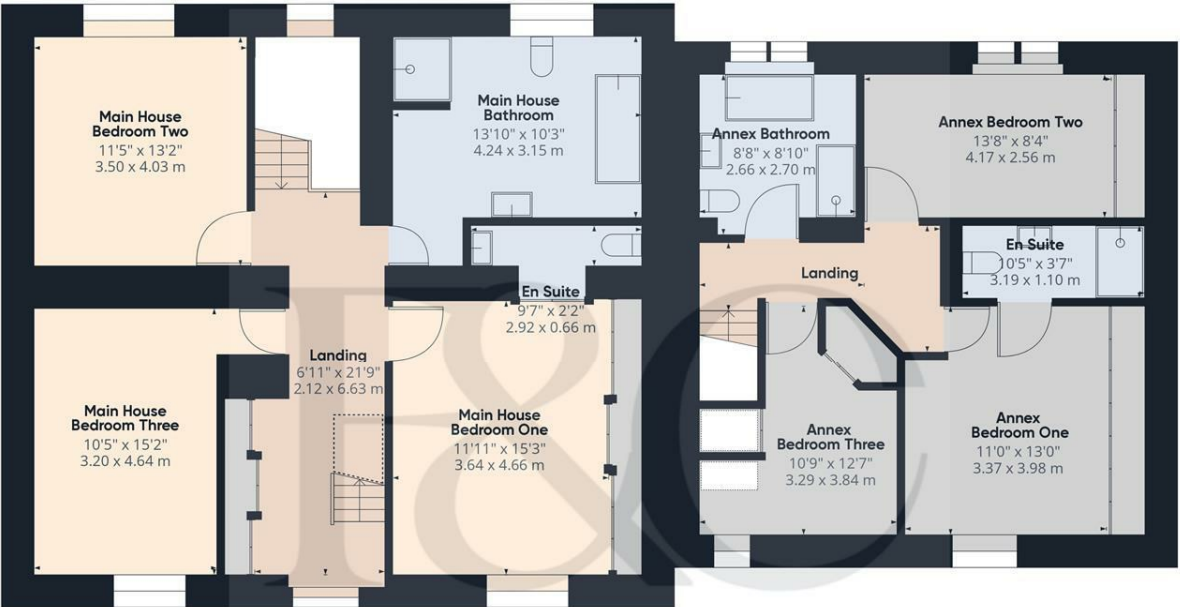 Main House
Bedroom Two
11'5" x 13'2"
3.50 x 4.03 m
Main House
Bathroom
13'10" x 10'3"
4.24 x 3.15 m
Annex Bathroom
8'8" x 8'10"
2.66 x 2.70 m
Annex Bedroom Two
13'8" x 8'4"
4.17 x 2.56 m
En Suite
10'5" x 3'7"
3.19 x 1.10 m
Landing
En Suite
9'7" x 2'2"
2.92 x 0.66 m
Landing
6'11" x 21'9"
2.12 x 6.63 m
Main House
Bedroom Three
10'5" x 15'2"
3.20 x 4.64 m
Main House
Bedroom One
11'11" x 15'3"
3.64 x 4.66 m
Annex
Bedroom Three
10'9" x 12'7"
3.29 x 3.84 m
Annex
Bedroom One
11'0" x 13'0"
3.37 x 3.98 m
F&C